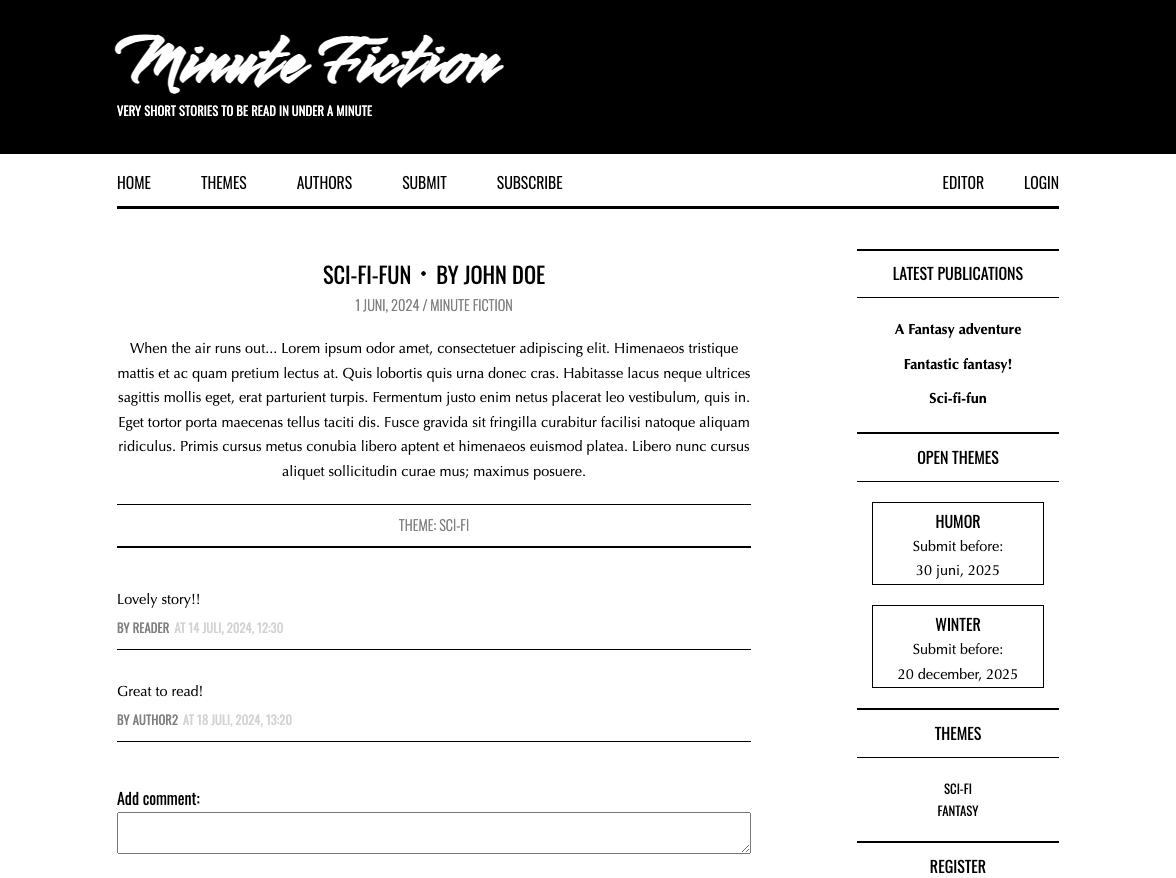 Minute Fiction
VERY SHORT STORIES TO BE READ IN UNDER A MINUTE
HOME THEMES AUTHORS SUBMIT SUBSCRIBE EDITOR LOGIN
SCI-FI-FUN • BY JOHN DOE
1 JUNI, 2024 / MINUTE FICTION
When the air runs out... Lorem ipsum odor amet, consectetuer adipiscing elit. Himenaeos tristique
mattis et ac quam pretium lectus at. Quis lobortis quis urna donec cras. Habitasse lacus neque ultrices
sagittis mollis eget, erat parturient turpis. Fermentum justo enim netus placerat leo vestibulum, quis in.
Eget tortor porta maecenas tellus taciti dis. Fusce gravida sit fringilla curabitur facilisi natoque aliquam
ridiculus. Primis cursus metus conubia libero aptent et himenaeos euismod platea. Libero nunc cursus
aliquet sollicitudin curae mus; maximus posuere.
THEME: SCI-FI
Lovely story!!
BY READER AT 14 JULI, 2024, 12:30
Great to read!
BY AUTHOR2 AT 18 JULI, 2024, 13:20
Add comment:
LATEST PUBLICATIONS
A Fantasy adventure
Fantastic fantasy!
Sci-fi-fun
OPEN THEMES
HUMOR
Submit before:
30 juni, 2025
WINTER
Submit before:
20 december, 2025
THEMES
SCI-FI
FANTASY
REGISTER